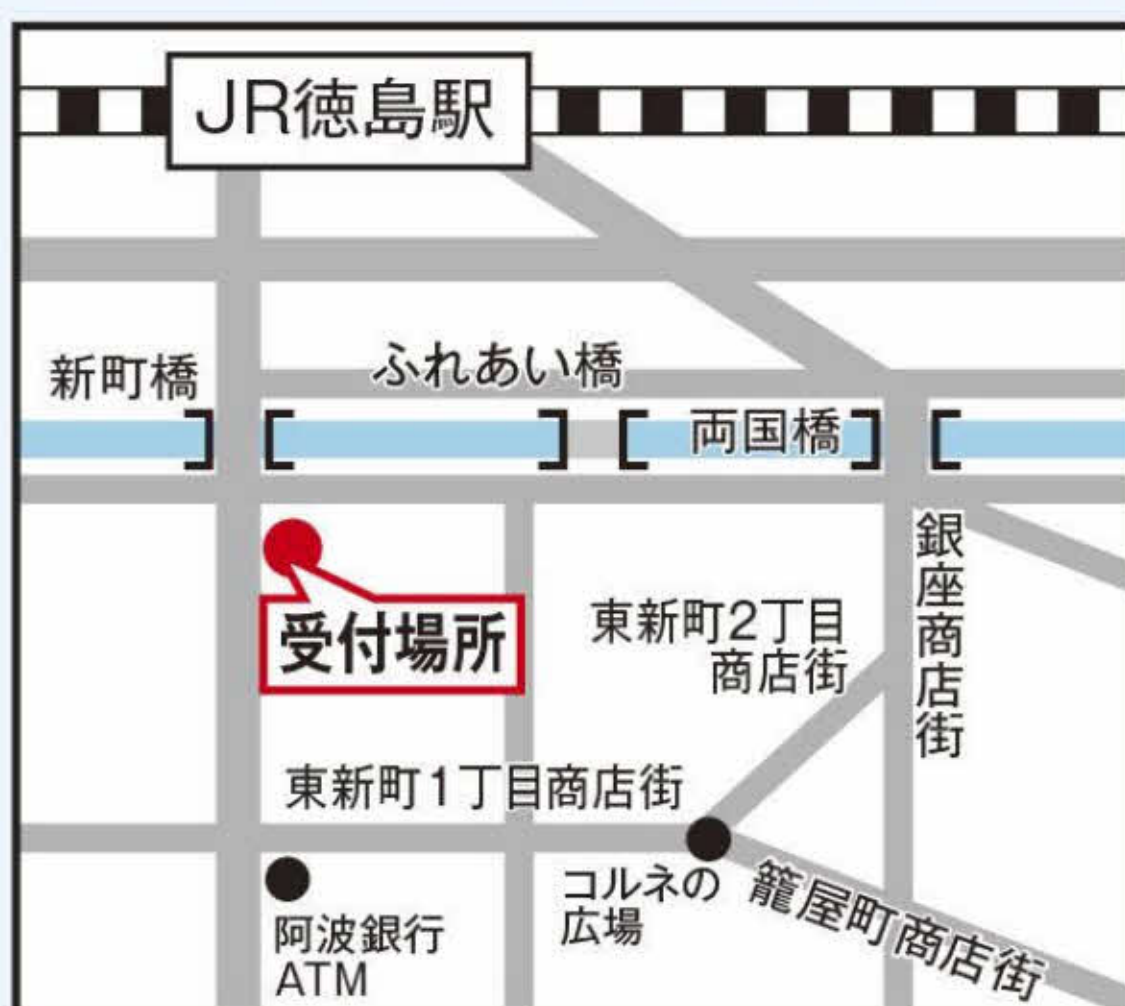 JR徳島駅
新町橋
ふれあい橋
両国橋
銀座商店街
受付場所
東新町2丁目
商店街
東新町1丁目商店街
コルネの
広場
籠屋町商店街
阿波銀行
ATM